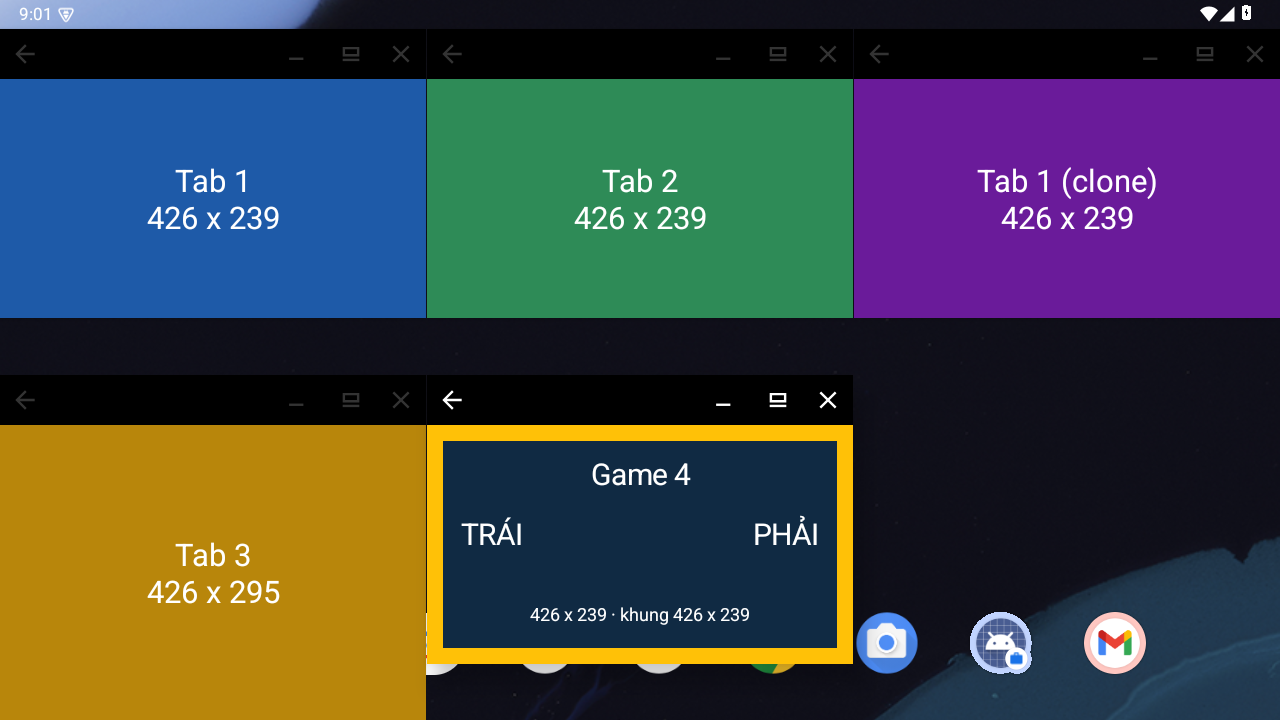 9:01
Tab 1
426 x 239
Tab 2
426 x 239
Tab 1 (clone)
426 x 239
Tab 3
426 x 295
Game 4
TRÁI
PHẢI
426 x 239 · khung 426 x 239